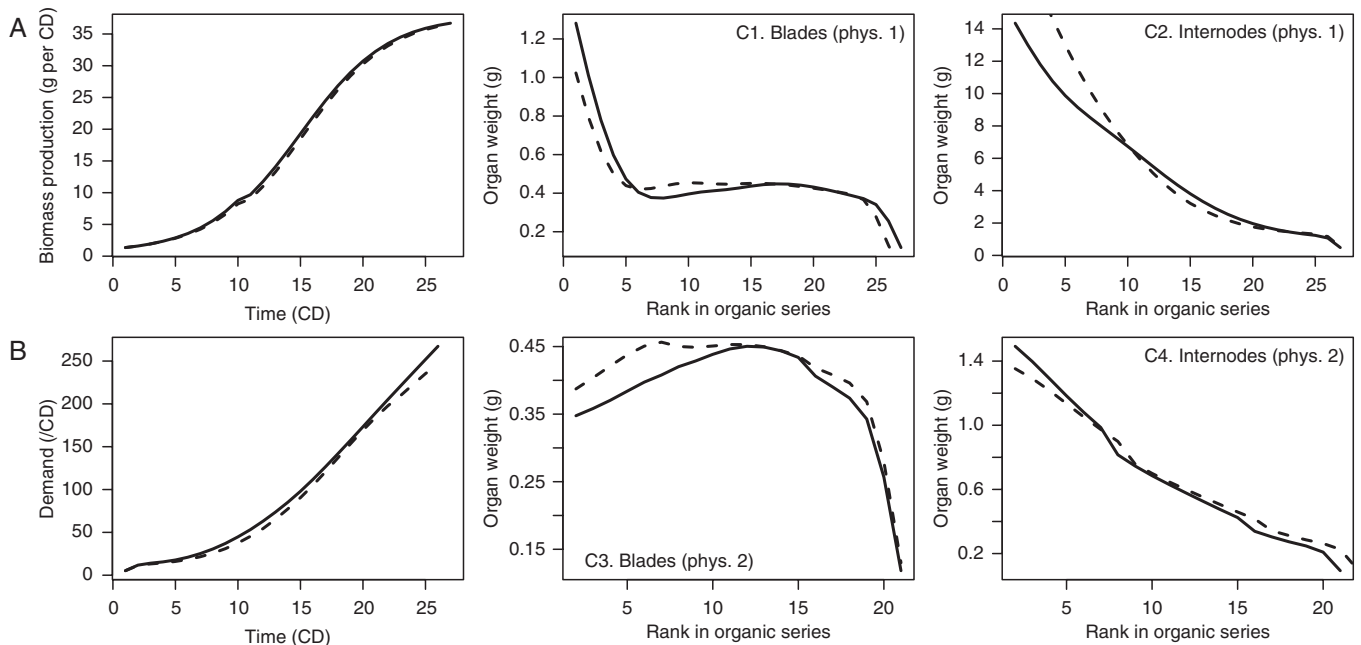 A
Biomass production (g per CD)
35
30
25
20
15
10
5
0
0 5 10 15 20 25
Time (CD)
C1. Blades (phys. 1)
Organ weight (g)
1.2
1.0
0.8
0.6
0.4
0.2
0 5 10 15 20 25
Rank in organic series
C2. Internodes (phys. 1)
Organ weight (g)
14
12
10
8
6
4
2
0
0 5 10 15 20 25
Rank in organic series
B
Demand (/CD)
250
200
150
100
50
0
0 5 10 15 20 25
Time (CD)
C3. Blades (phys. 2)
Organ weight (g)
0.45
0.35
0.25
0.15
5 10 15 20
Rank in organic series
C4. Internodes (phys. 2)
Organ weight (g)
1.4
1.0
0.6
0.2
5 10 15 20
Rank in organic series